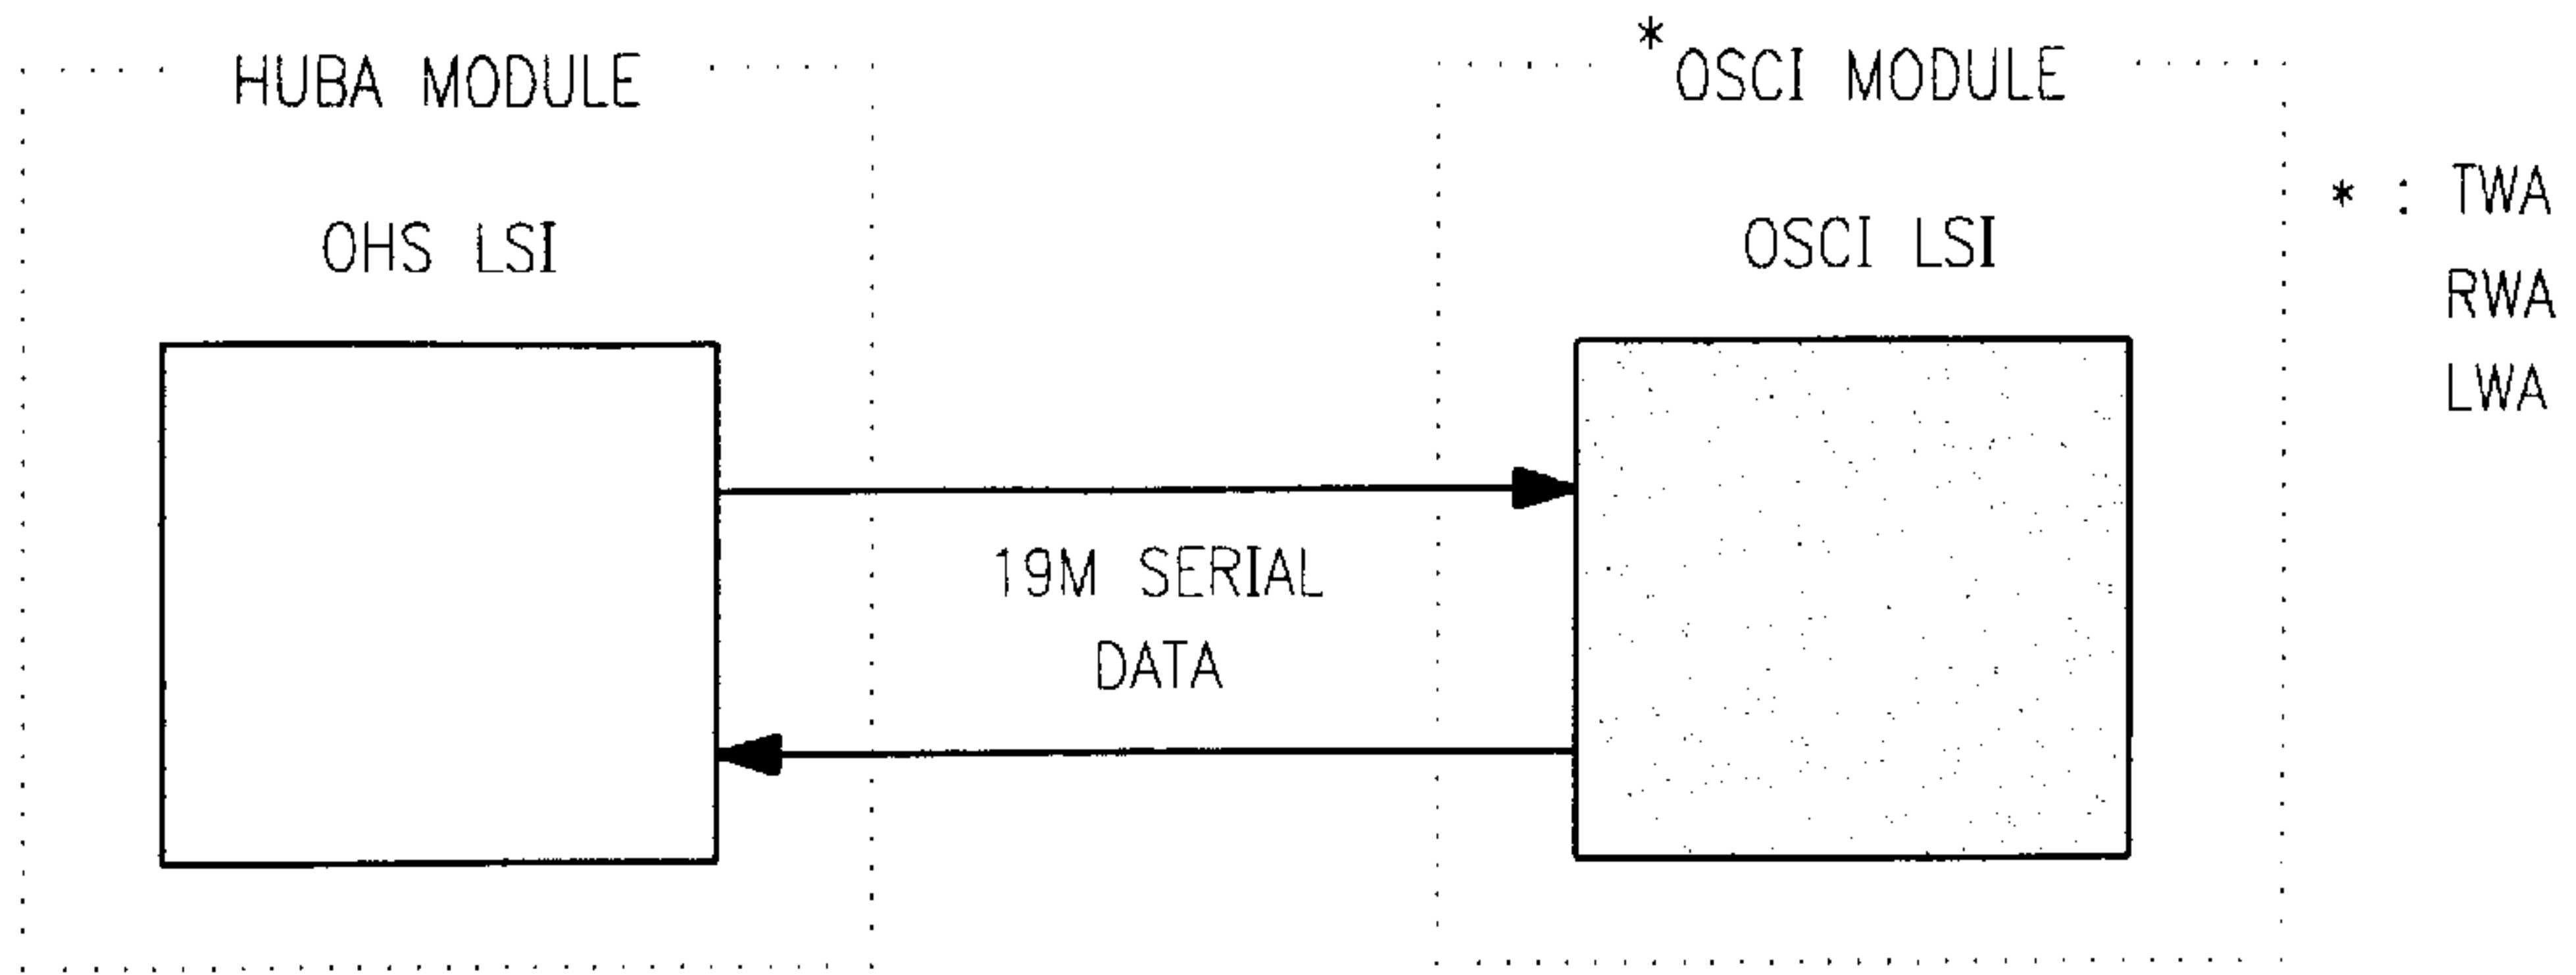 HUBA MODULE
OHS LSI
19M SERIAL
DATA
*OSCI MODULE
OSCI LSI
* : TWA
RWA
LWA